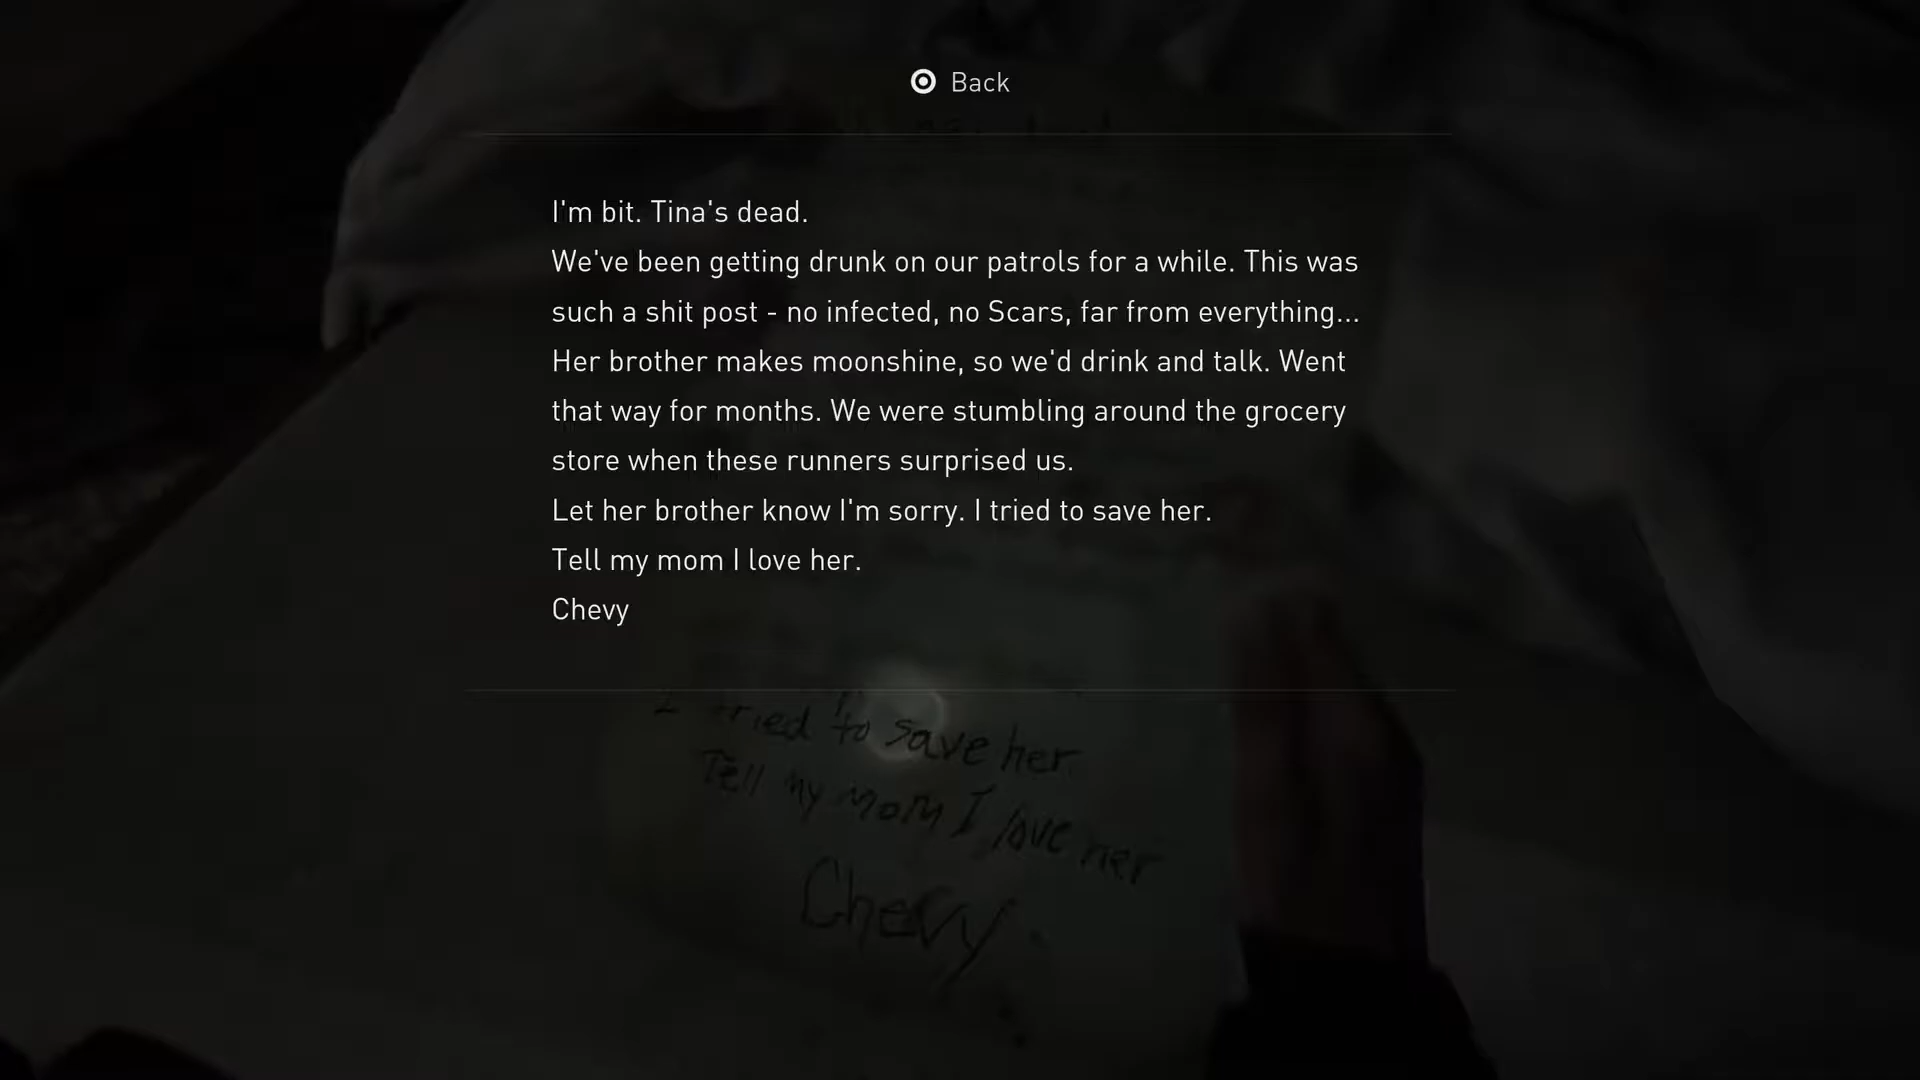 Back
I'm bit. Tina's dead.
We've been getting drunk on our patrols for a while. This was
such a shit post - no infected, no Scars, far from everything...
Her brother makes moonshine, so we'd drink and talk. Went
that way for months. We were stumbling around the grocery
store when these runners surprised us.
Let her brother know I'm sorry. I tried to save her.
Tell my mom I love her.
Chevy
I tried to save her
Tell my mom I love her
Chevy